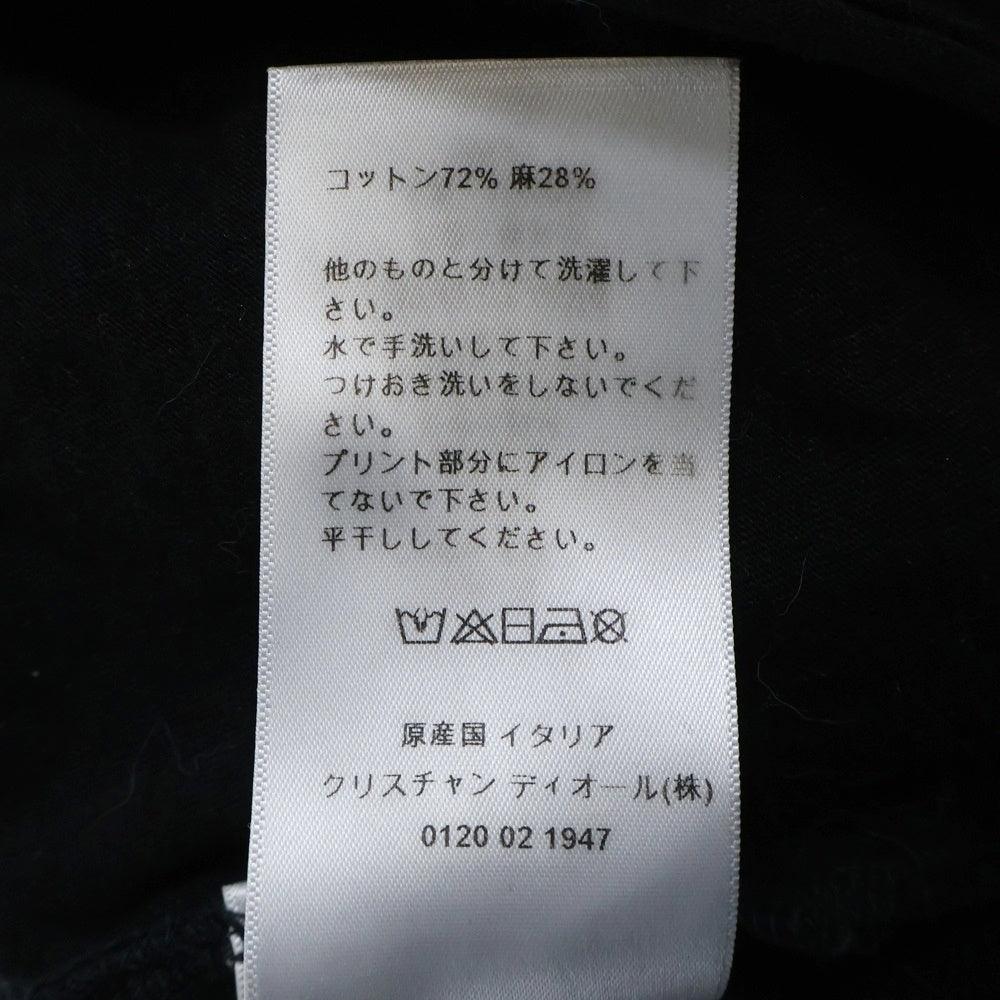 コットン72% 麻28%
他のものと分けて洗濯して下
さい。
水で手洗いして下さい。
つけおき洗いをしないでくだ
さい。
プリント部分にアイロンを当
てないで下さい。
平干ししてください。
原産国 イタリア
クリスチャン ディオール(株)
0120 02 1947